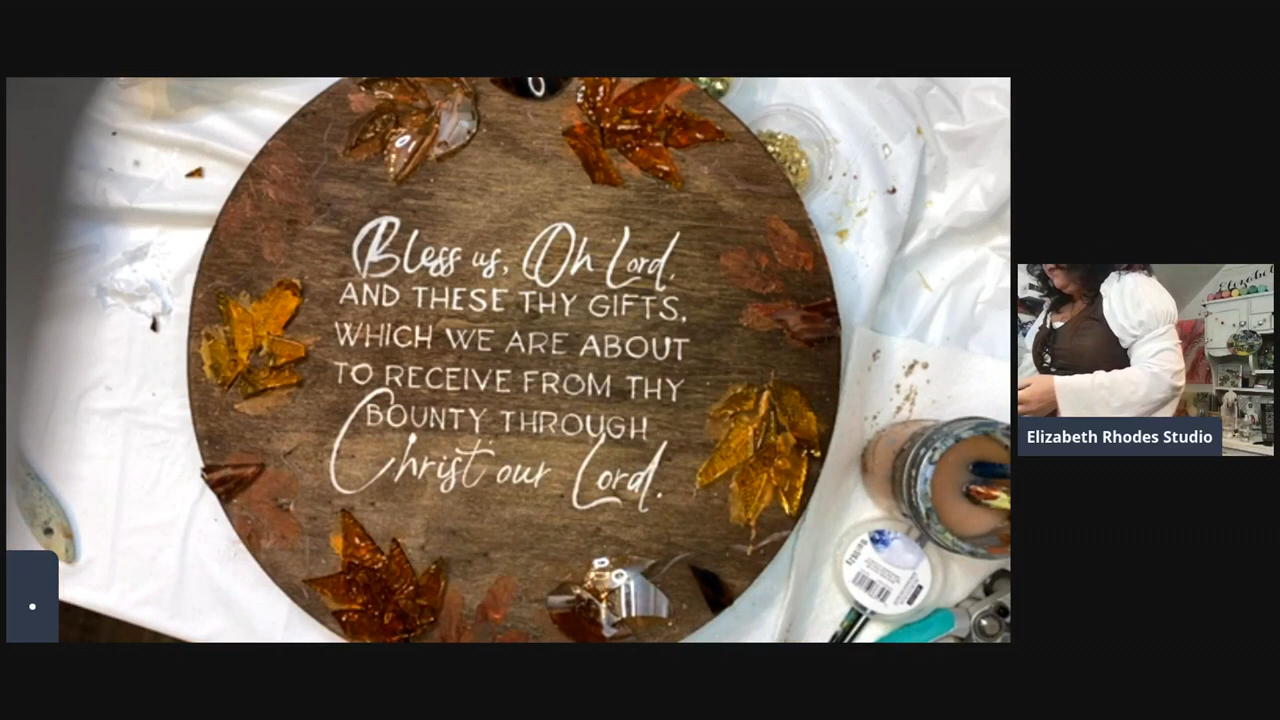 Bless us, Oh Lord,
AND THESE THY GIFTS,
WHICH WE ARE ABOUT
TO RECEIVE FROM THY
BOUNTY THROUGH
Christ our Lord.
Elizabeth Rhodes Studio